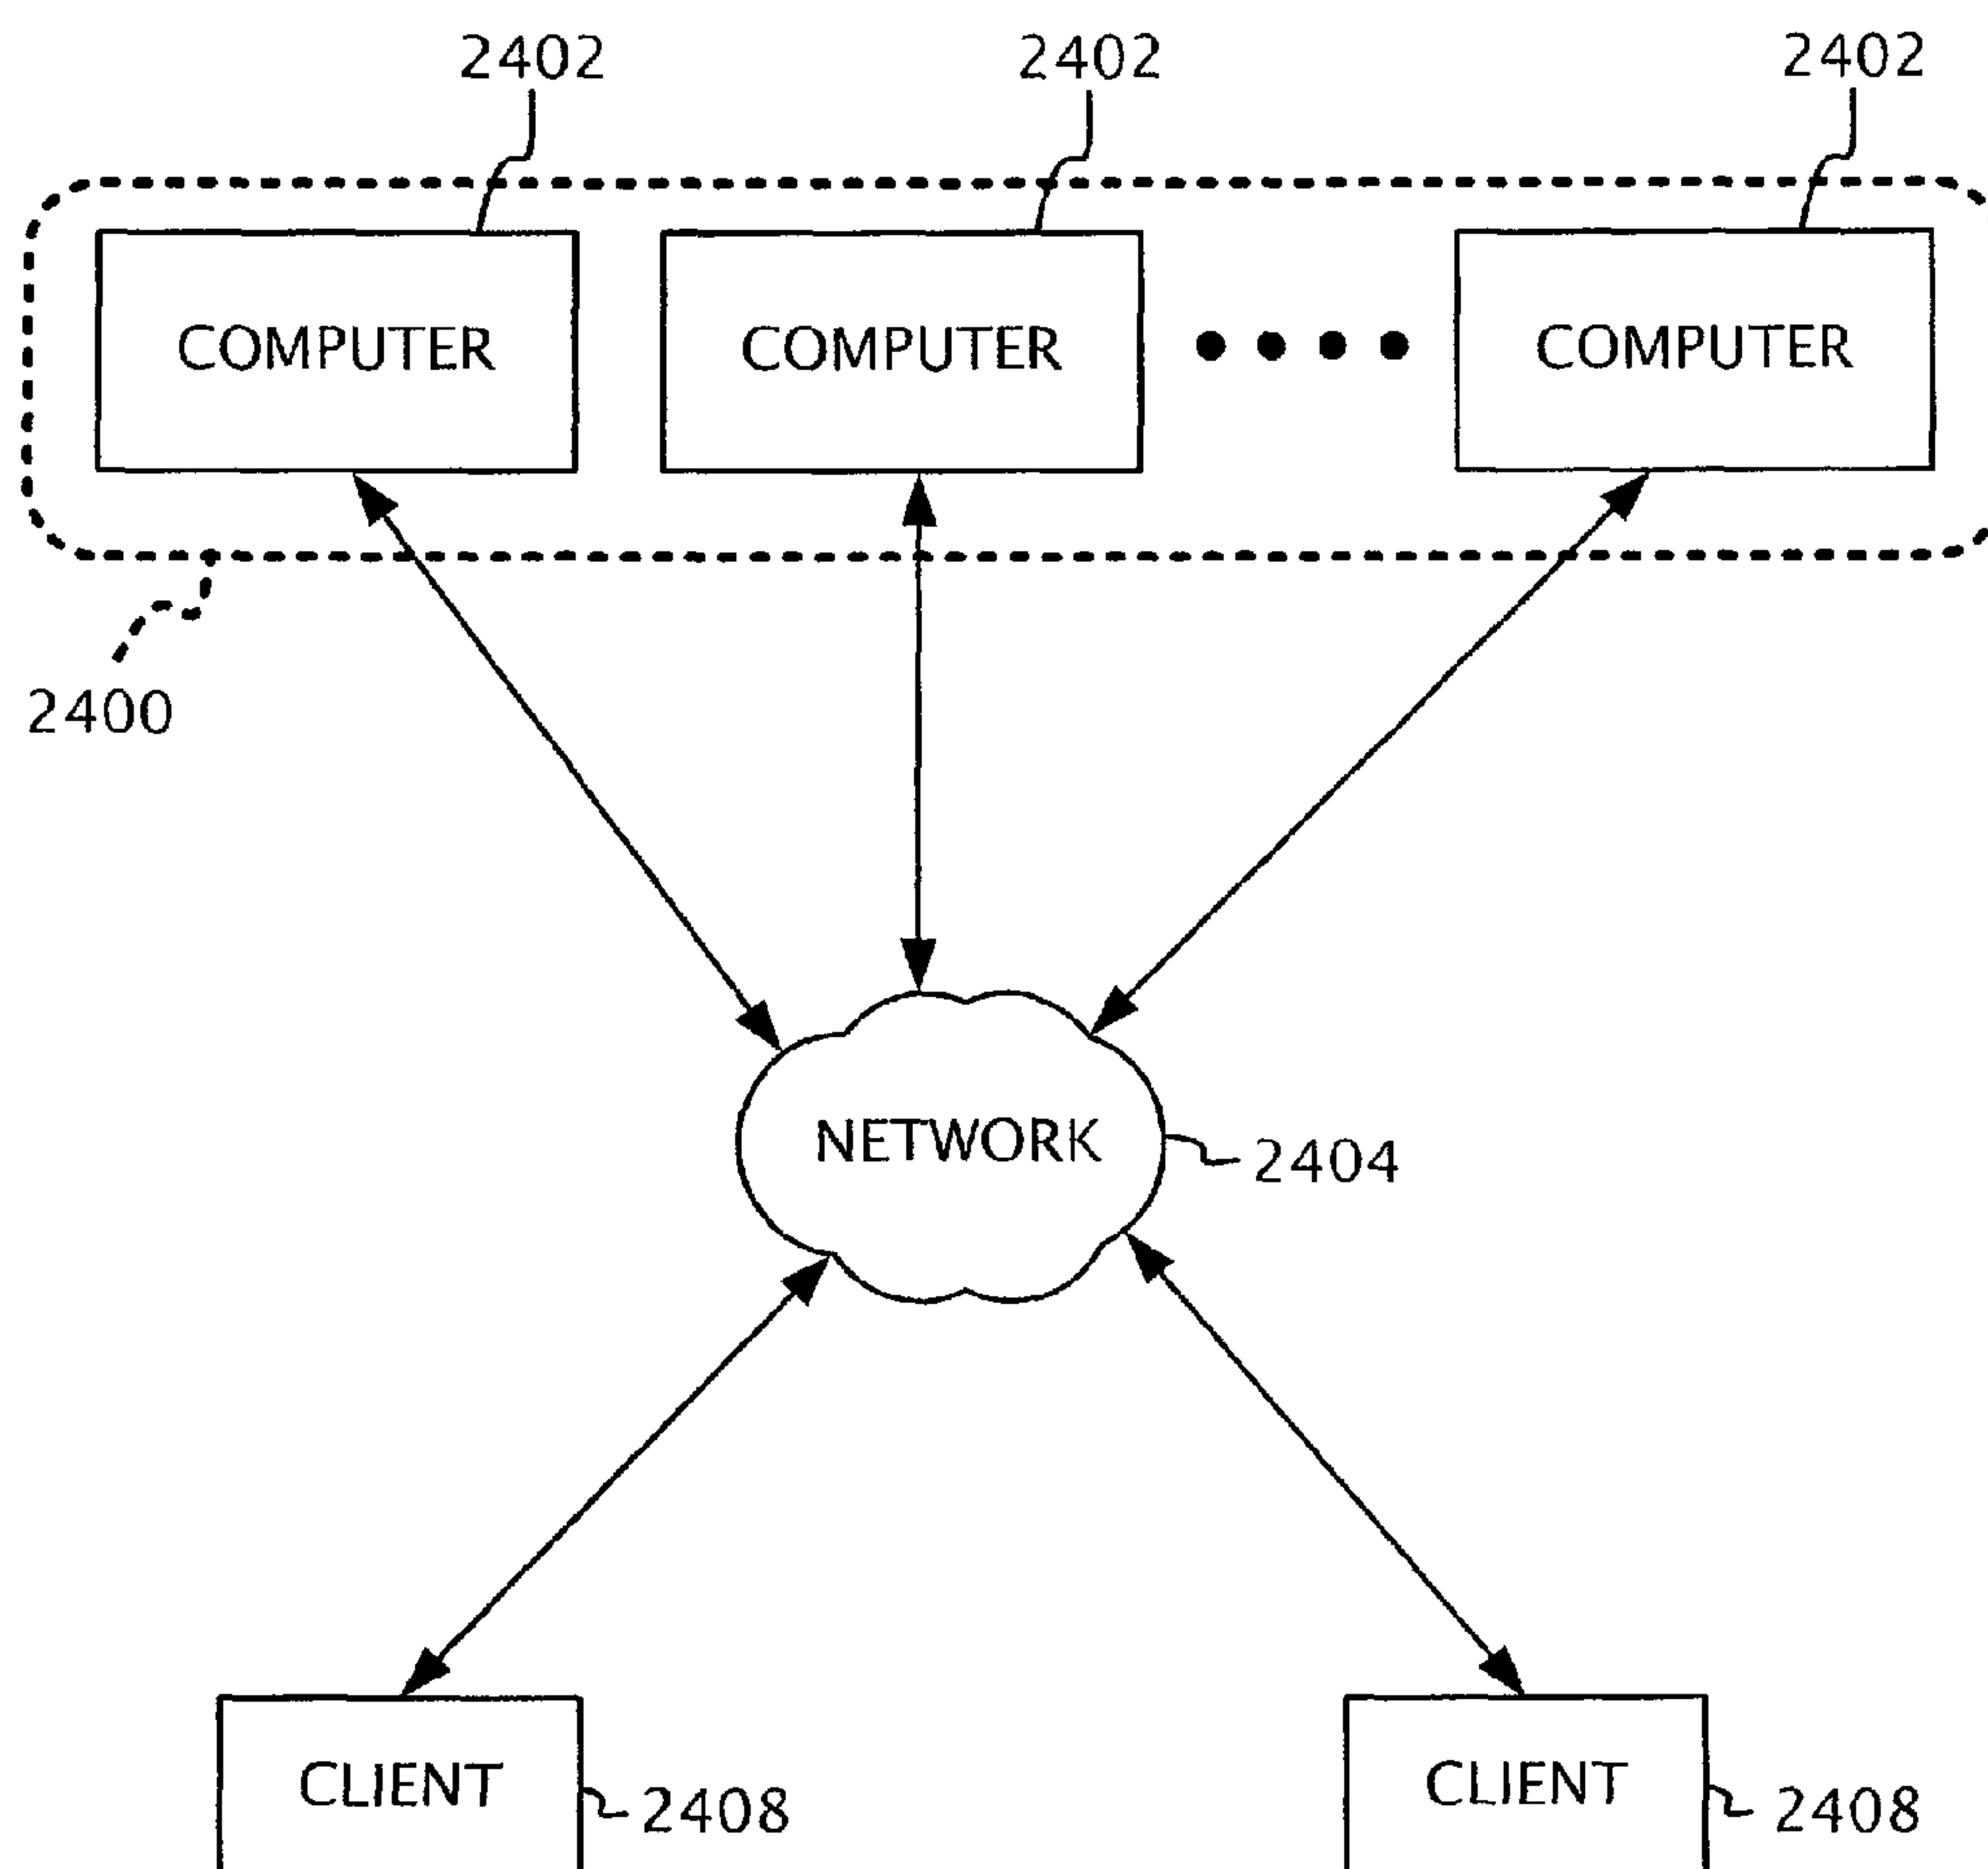 2402 2402 2402
COMPUTER COMPUTER COMPUTER
2400
NETWORK
2404
CLIENT 2408 CLIENT 2408